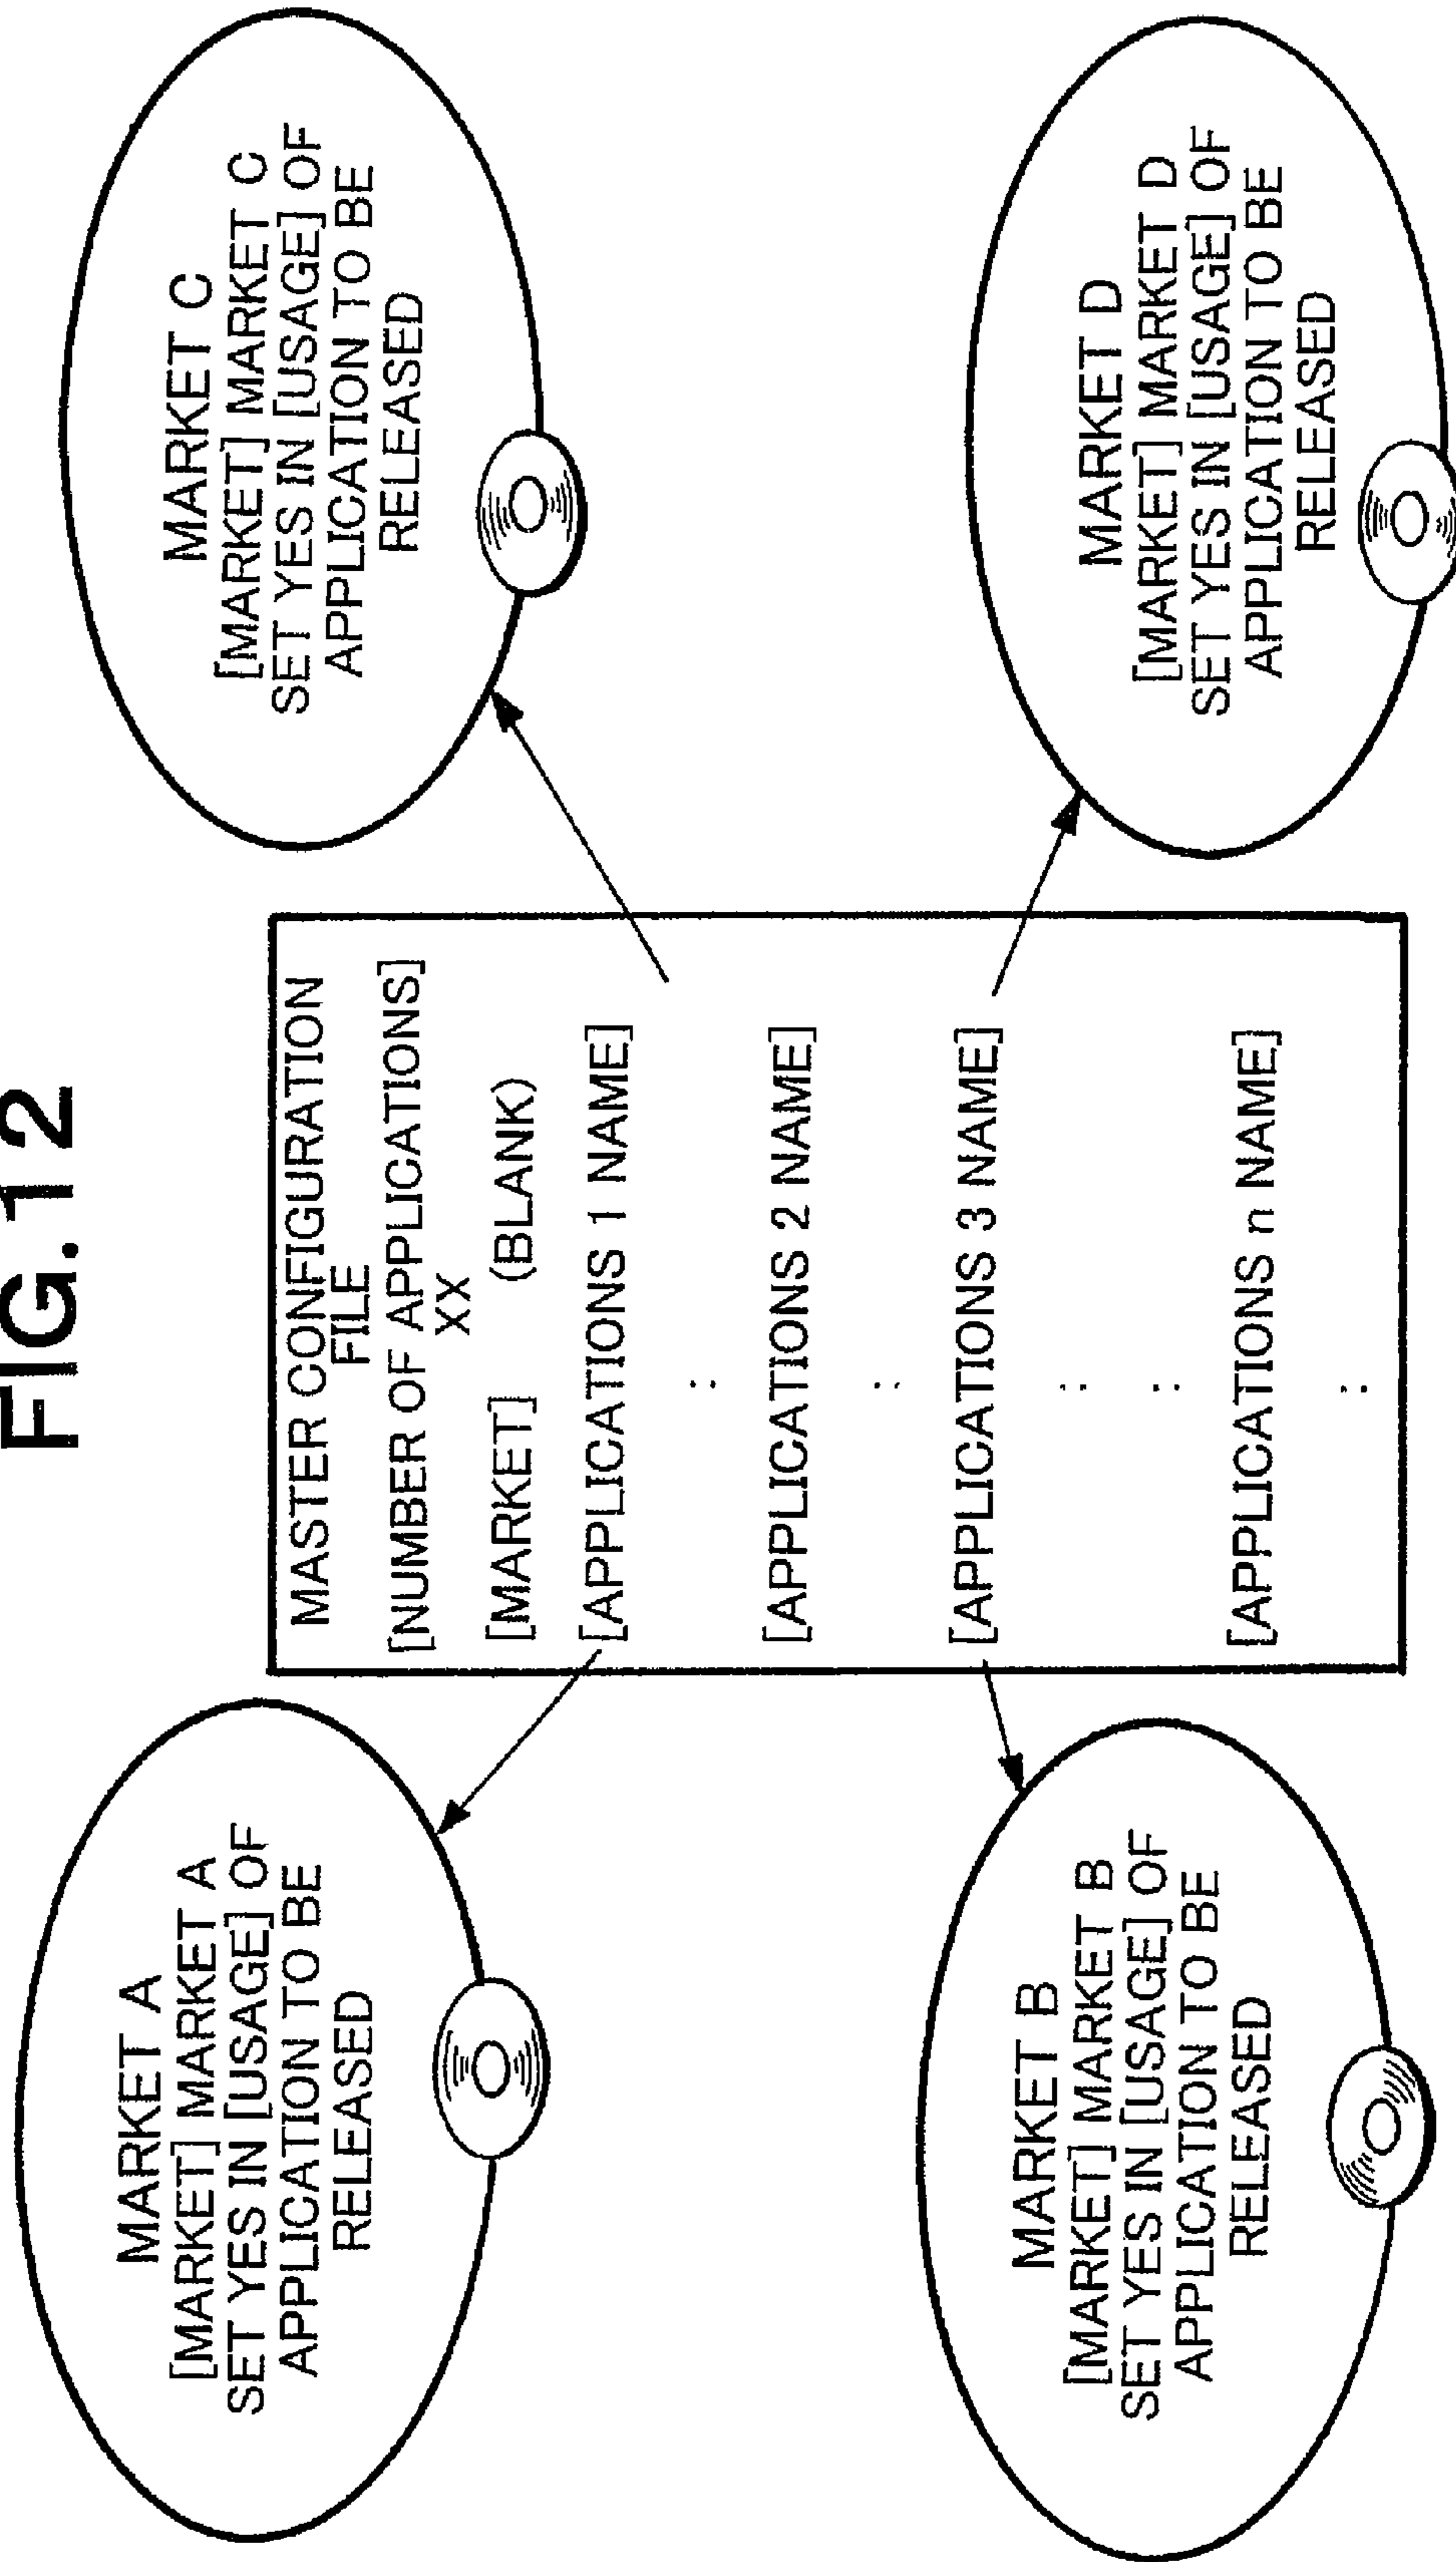 FIG.12
MARKET A
[MARKET] MARKET A
SET YES IN [USAGE] OF
APPLICATION TO BE
RELEASED
MARKET B
[MARKET] MARKET B
SET YES IN [USAGE] OF
APPLICATION TO BE
RELEASED
MASTER CONFIGURATION
FILE
[NUMBER OF APPLICATIONS]
XX
[MARKET] (BLANK)
[APPLICATIONS 1 NAME]
:
[APPLICATIONS 2 NAME]
:
[APPLICATIONS 3 NAME]
:
:
[APPLICATIONS n NAME]
:
MARKET C
[MARKET] MARKET C
SET YES IN [USAGE] OF
APPLICATION TO BE
RELEASED
MARKET D
[MARKET] MARKET D
SET YES IN [USAGE] OF
APPLICATION TO BE
RELEASED